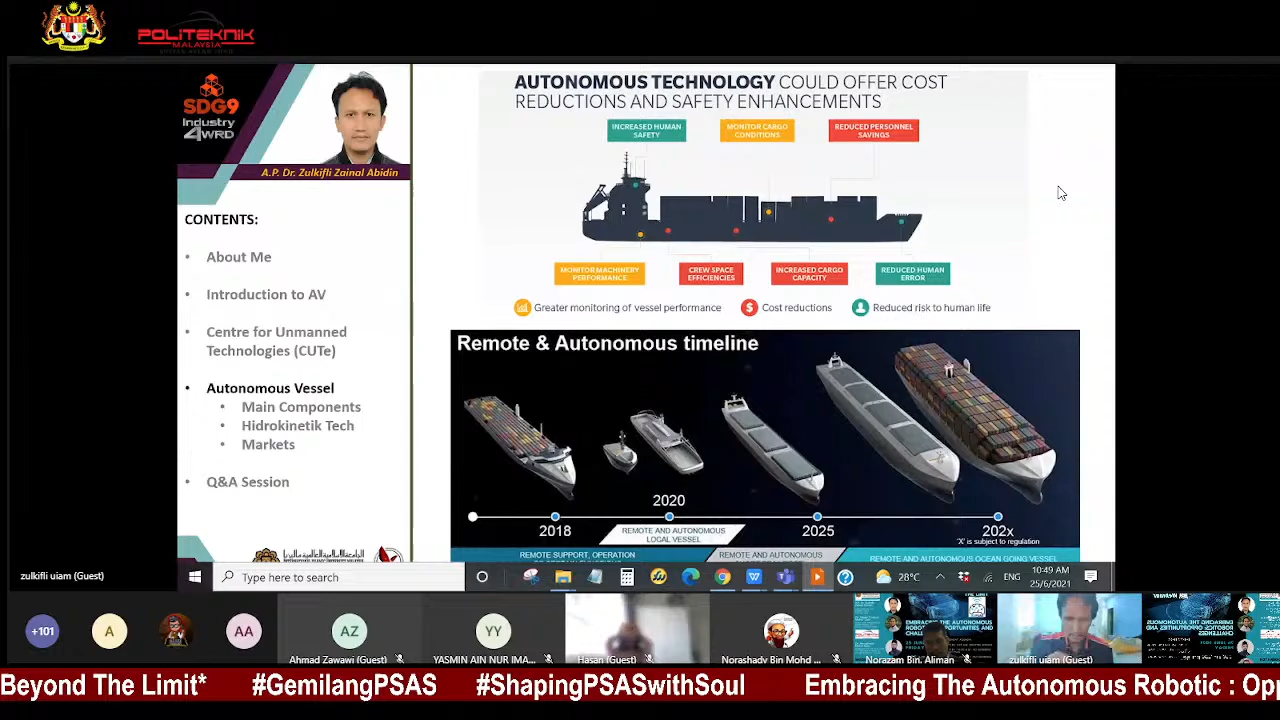 POLITEKNIK
MALAYSIA
SDG9
Industry
4WRD
A.P. Dr. Zulkifli Zainal Abidin
CONTENTS:
• About Me
• Introduction to AV
• Centre for Unmanned
Technologies (CUTe)
• Autonomous Vessel
• Main Components
• Hidrokinetik Tech
• Markets
• Q&A Session
AUTONOMOUS TECHNOLOGY COULD OFFER COST
REDUCTIONS AND SAFETY ENHANCEMENTS
INCREASED HUMAN
SAFETY
MONITOR CARGO
CONDITIONS
REDUCED PERSONNEL
SAVINGS
MONITOR MACHINERY
PERFORMANCE
CREW SPACE
EFFICIENCIES
INCREASED CARGO
CAPACITY
REDUCED HUMAN
ERROR
Greater monitoring of vessel performance
$ Cost reductions
Reduced risk to human life
Remote & Autonomous timeline
2018
2020
2025
202x
'X' is subject to regulation
REMOTE AND AUTONOMOUS
LOCAL VESSEL
REMOTE SUPPORT, OPERATION
REMOTE AND AUTONOMOUS
REMOTE AND AUTONOMOUS OCEAN GOING VESSEL
zulkifli uiam (Guest)
Type here to search
28°C
ENG
10:49 AM
25/6/2021
+101
A
AA
AZ
YY
Ahmad Zawawi (Guest)
YASMIN AIN NUR IMA...
Hasan (Guest)
Norashady Bin Mohd ...
Norazam Bin. Aliman
zulkifli uiam (Guest)
Beyond The Limit* #GemilangPSAS #ShapingPSASwithSoul Embracing The Autonomous Robotic : Opp